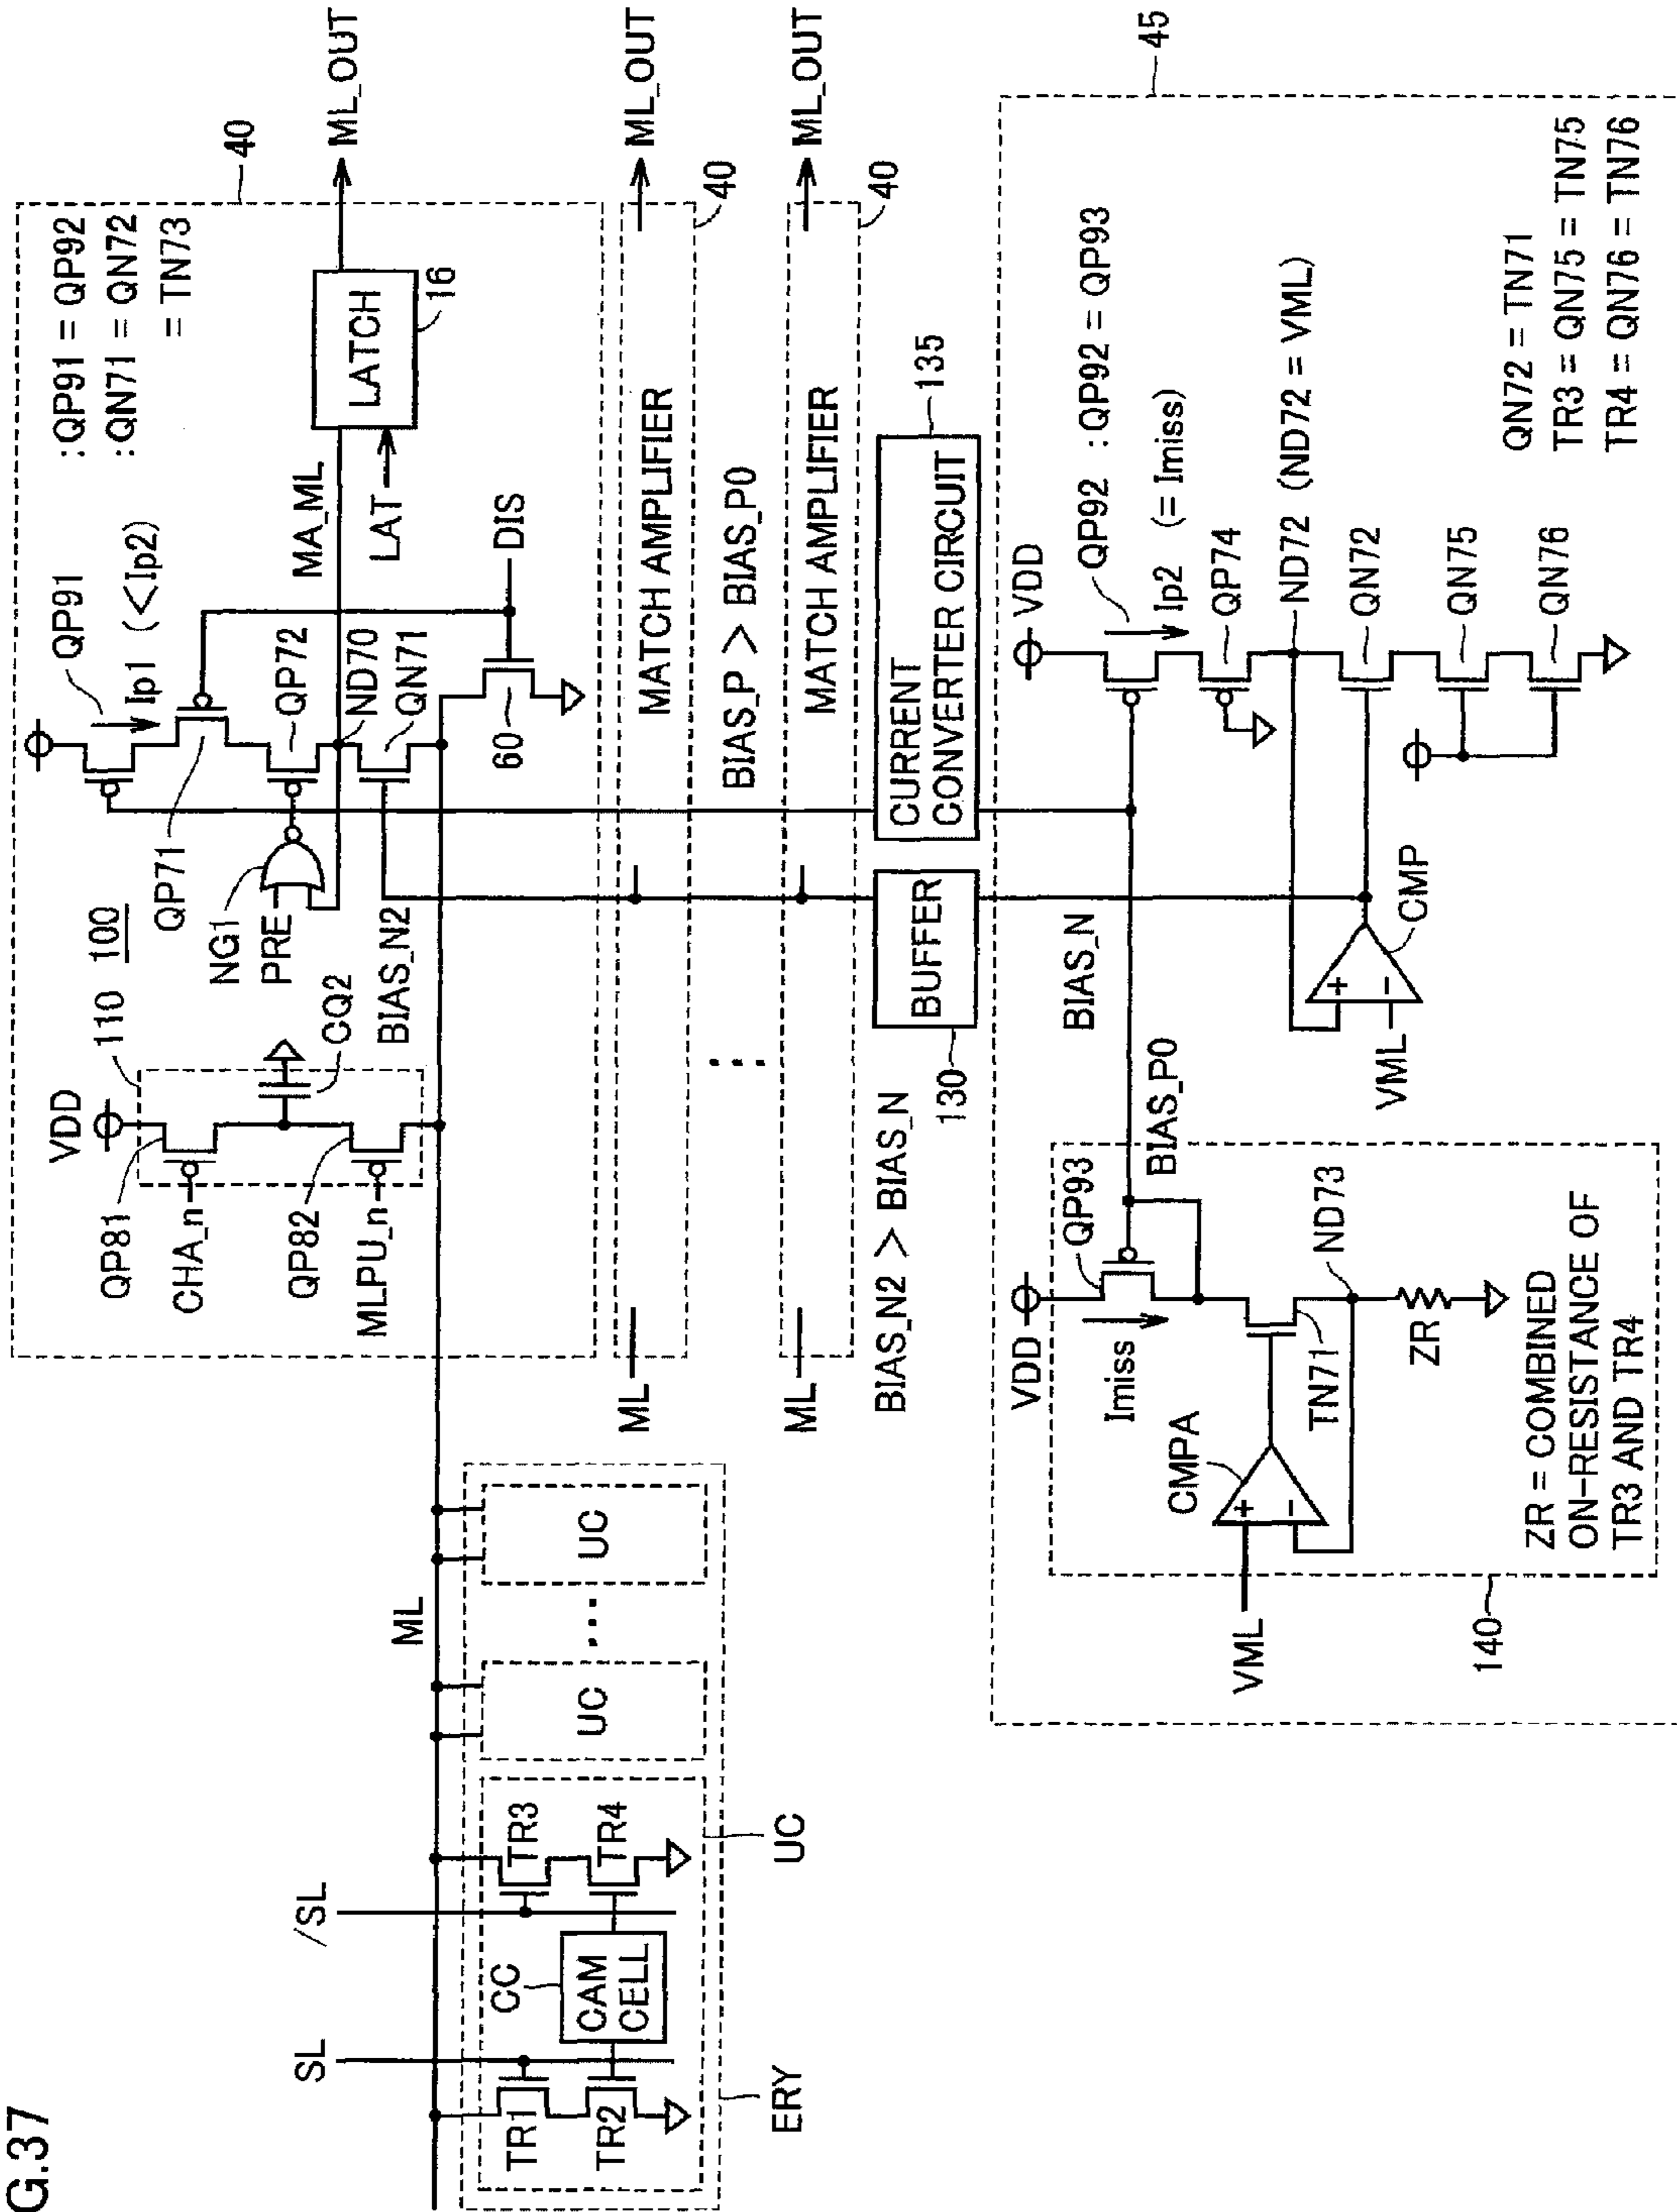 G.37
SL
/SL
TR1
TR2
CC
CAM
CELL
TR3
TR4
UC
ERY
UC
...
UC
ML
VDD
110
100
QP81
CHA_n
QP82
MLPU_n
CQ2
QP71
NG1
PRE
BIAS_N2
QP91
Ip1 (<Ip2)
QP72
ND70
QN71
60
DIS
MA_ML
LAT
LATCH
16
:QP91 = QP92
:QN71 = QN72
= TN73
40
ML_OUT
ML
MATCH AMPLIFIER
40
ML_OUT
...
BIAS_P > BIAS_P0
ML
MATCH AMPLIFIER
40
ML_OUT
BIAS_N2 > BIAS_N
130
BUFFER
CURRENT
CONVERTER CIRCUIT
135
45
BIAS_N
VDD
QP93
Imiss
BIAS_P0
CMPA
+
-
VML
TN71
ND73
ZR
ZR = COMBINED
ON-RESISTANCE OF
TR3 AND TR4
140
VDD
QP92 :QP92 = QP93
Ip2 (= Imiss)
QP74
ND72 (ND72 = VML)
QN72
QN75
QN76
+
-
VML
CMP
QN72 = TN71
TR3 = QN75 = TN75
TR4 = QN76 = TN76